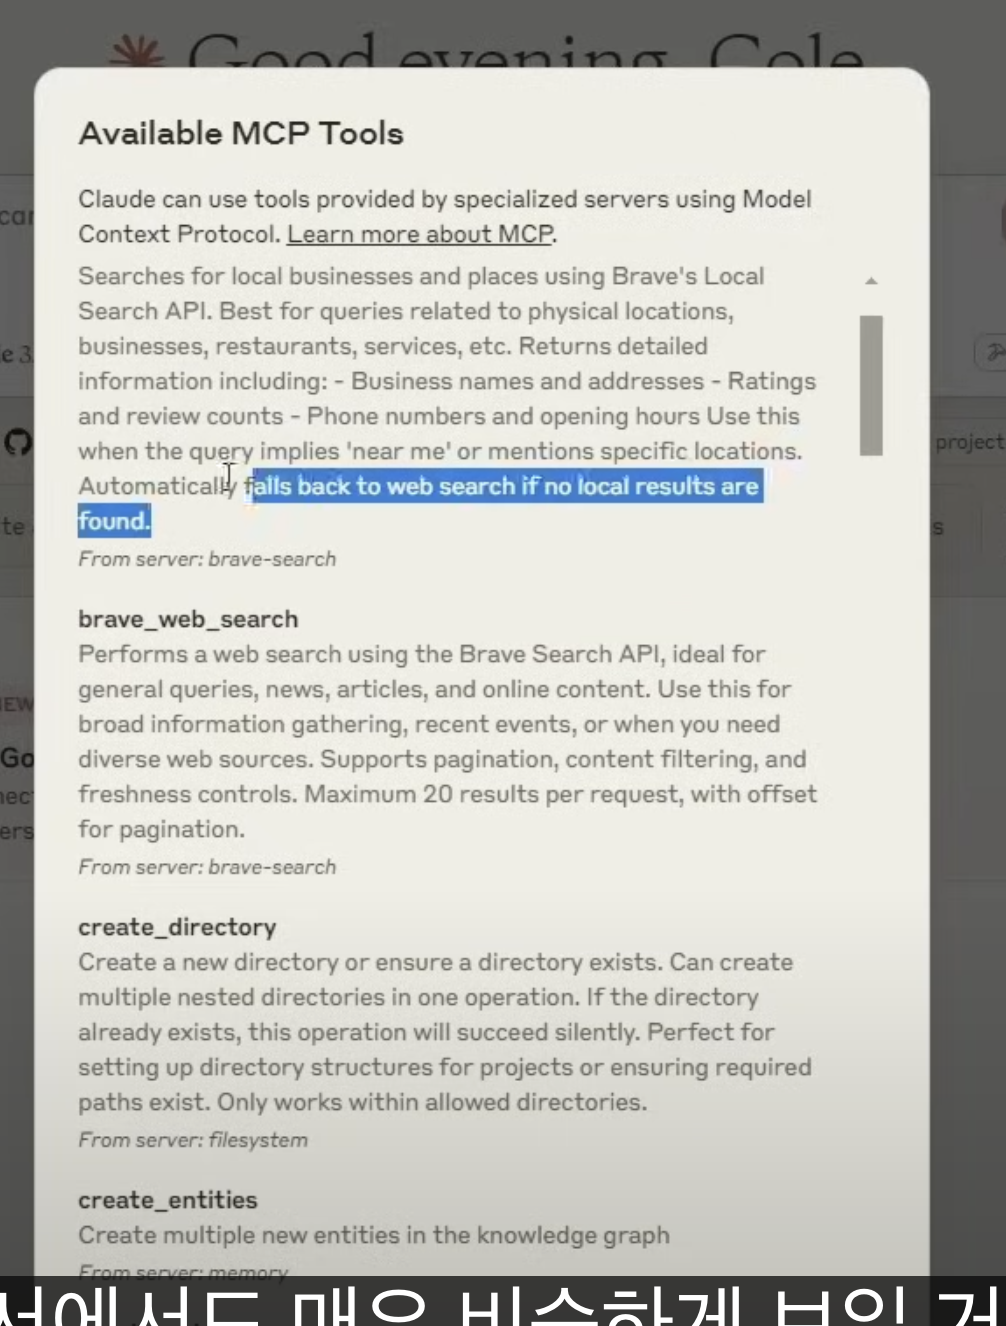 Good evening, Cole
Available MCP Tools
Claude can use tools provided by specialized servers using Model
Context Protocol. Learn more about MCP.
Searches for local businesses and places using Brave's Local
Search API. Best for queries related to physical locations,
businesses, restaurants, services, etc. Returns detailed
information including: - Business names and addresses - Ratings
and review counts - Phone numbers and opening hours Use this
when the query implies 'near me' or mentions specific locations.
Automatically falls back to web search if no local results are
found.
From server: brave-search
project
brave_web_search
Performs a web search using the Brave Search API, ideal for
general queries, news, articles, and online content. Use this for
broad information gathering, recent events, or when you need
diverse web sources. Supports pagination, content filtering, and
freshness controls. Maximum 20 results per request, with offset
for pagination.
From server: brave-search
create_directory
Create a new directory or ensure a directory exists. Can create
multiple nested directories in one operation. If the directory
already exists, this operation will succeed silently. Perfect for
setting up directory structures for projects or ensuring required
paths exist. Only works within allowed directories.
From server: filesystem
create_entities
Create multiple new entities in the knowledge graph
From server: memory
서에서도 매우 비슷하게 보일